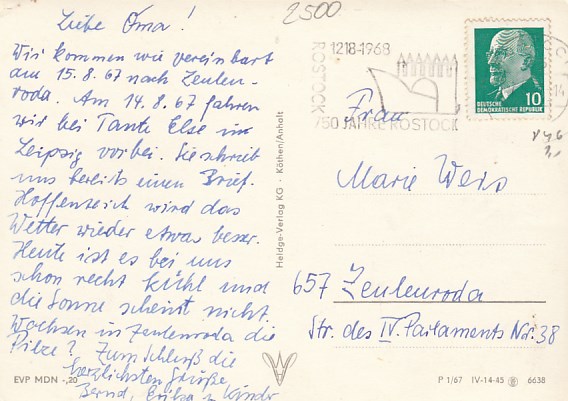 Liebe Oma!
Wir kommen wie vereinbart
am 15.8.67 nach Zeulen-
roda. Am 14.8.67 fahren
wir bei Tante Else in
Leipzig vorbei. Sie schrieb
uns bereits einen Brief.
Hoffentlich wird das
Wetter wieder etwas besser.
Heute ist es bei uns
schon recht kühl und
die Sonne scheint nicht.
Wachsen in Zeulenroda die
Pilze? Zum Schluß die
herzlichsten Grüße
Bernd, Erika u. Kinder
EVP MDN -,20
Heldge-Verlag KG · Köthen/Anhalt
2500
ROSTOCK
1218-1968
750 JAHRE ROSTOCK
14
DEUTSCHE
DEMOKRATISCHE REPUBLIK
10
Frau
Marie Weis
657 Zeulenroda
Str. des IV. Parlaments Nr. 38
P 1/67 IV-14-45 6638